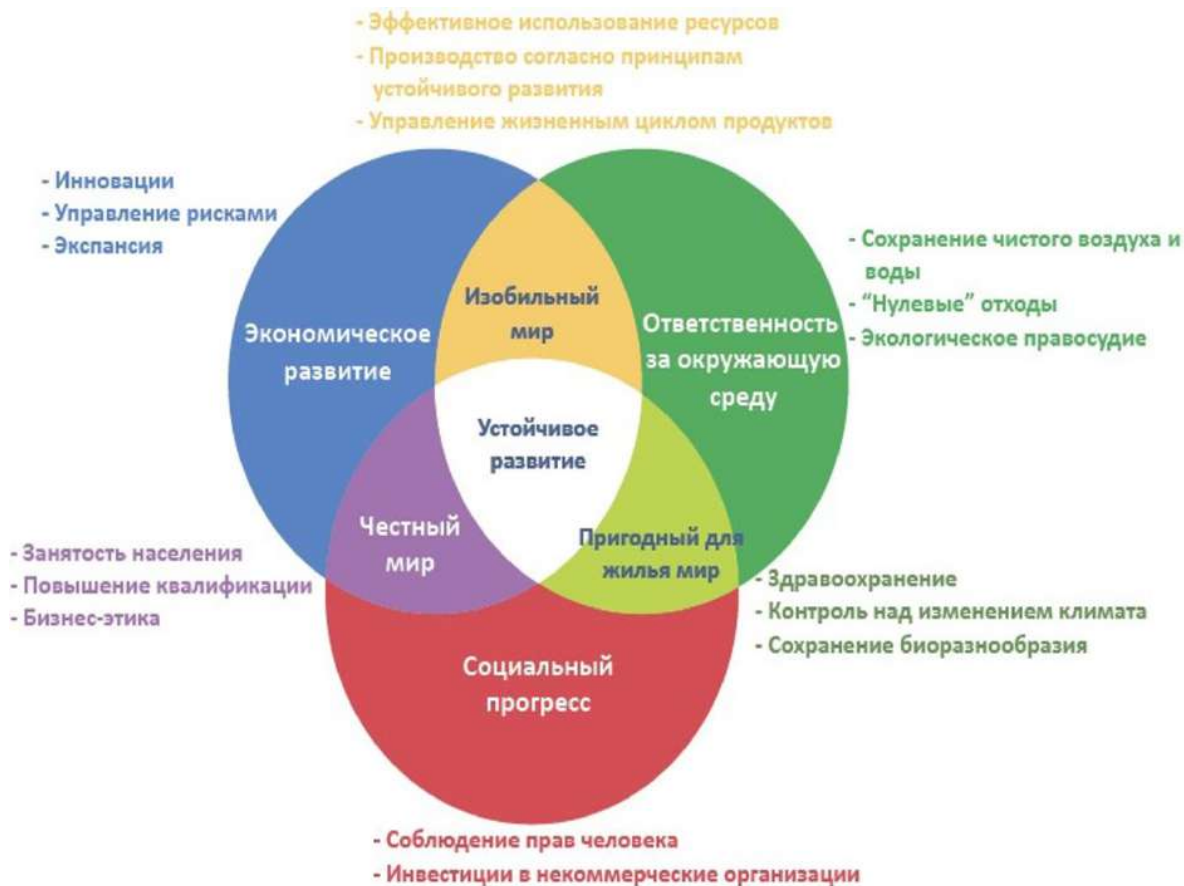 - Эффективное использование ресурсов
- Производство согласно принципам
устойчивого развития
- Управление жизненным циклом продуктов
- Инновации
- Управление рисками
- Экспансия
- Сохранение чистого воздуха и
воды
- “Нулевые” отходы
- Экологическое правосудие
Изобильный
мир
Экономическое
развитие
Ответственность
за окружающую
среду
Устойчивое
развитие
Честный
мир
Пригодный для
жилья мир
- Занятость населения
- Повышение квалификации
- Бизнес-этика
- Здравоохранение
- Контроль над изменением климата
- Сохранение биоразнообразия
Социальный
прогресс
- Соблюдение прав человека
- Инвестиции в некоммерческие организации